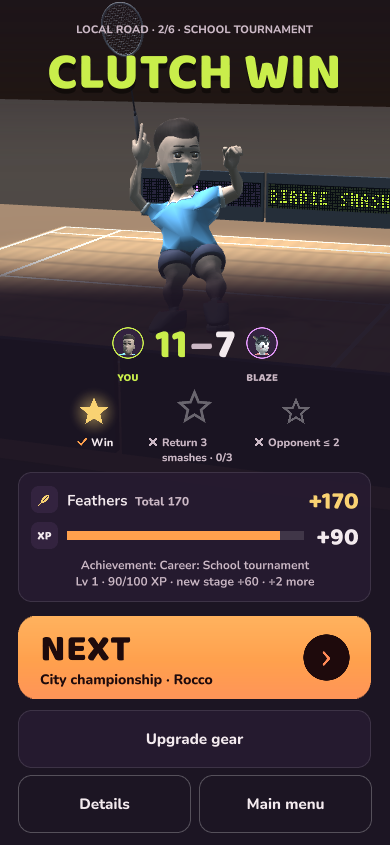 LOCAL ROAD · 2/6 · SCHOOL TOURNAMENT
CLUTCH WIN
BIRDIE SMASH
11–7
YOU
BLAZE
Win
Return 3
smashes · 0/3
Opponent ≤ 2
Feathers Total 170
+170
XP
+90
Achievement: Career: School tournament
Lv 1 · 90/100 XP · new stage +60 · +2 more
NEXT
City championship · Rocco
Upgrade gear
Details
Main menu